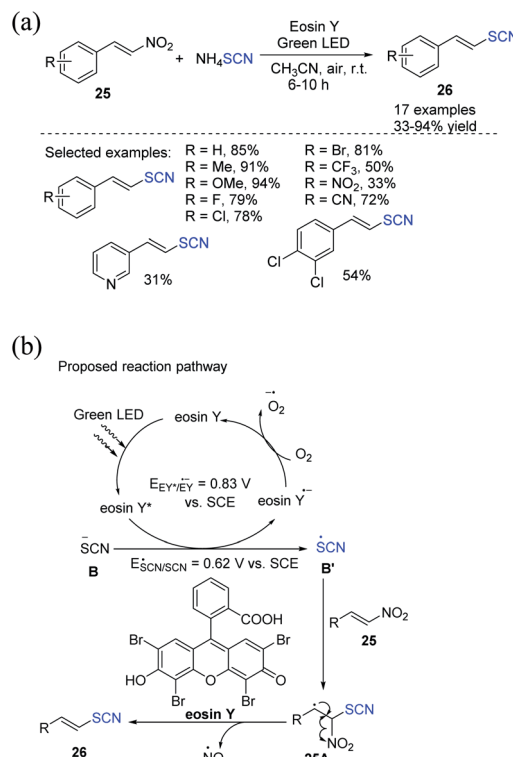 (a)
R
NO2
25
+
NH4SCN
Eosin Y
Green LED
CH3CN, air, r.t.
6-10 h
R
SCN
26
17 examples
33-94% yield
Selected examples:
R
SCN
R = H, 85%
R = Me, 91%
R = OMe, 94%
R = F, 79%
R = Cl, 78%
R = Br, 81%
R = CF3, 50%
R = NO2, 33%
R = CN, 72%
N
SCN
31%
Cl
Cl
SCN
54%
(b)
Proposed reaction pathway
Green LED
eosin Y
O2
O2
eosin Y*
EEY*/EY = 0.83 V
vs. SCE
eosin Y
SCN
B
ESCN/SCN = 0.62 V vs. SCE
SCN
B'
COOH
Br
Br
HO
O
O
Br
Br
eosin Y
R
NO2
25
R
SCN
NO2
R
SCN
26